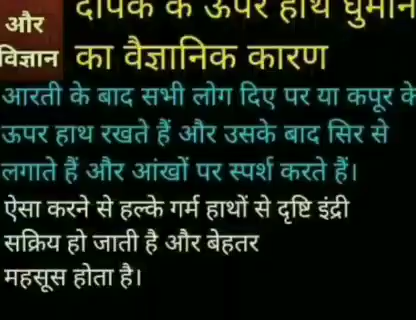 और
विज्ञान
दीपक के ऊपर हाथ घुमाने
का वैज्ञानिक कारण
आरती के बाद सभी लोग दिए पर या कपूर के
ऊपर हाथ रखते हैं और उसके बाद सिर से
लगाते हैं और आंखों पर स्पर्श करते हैं।
ऐसा करने से हल्के गर्म हाथों से दृष्टि इंद्री
सक्रिय हो जाती है और बेहतर
महसूस होता है।